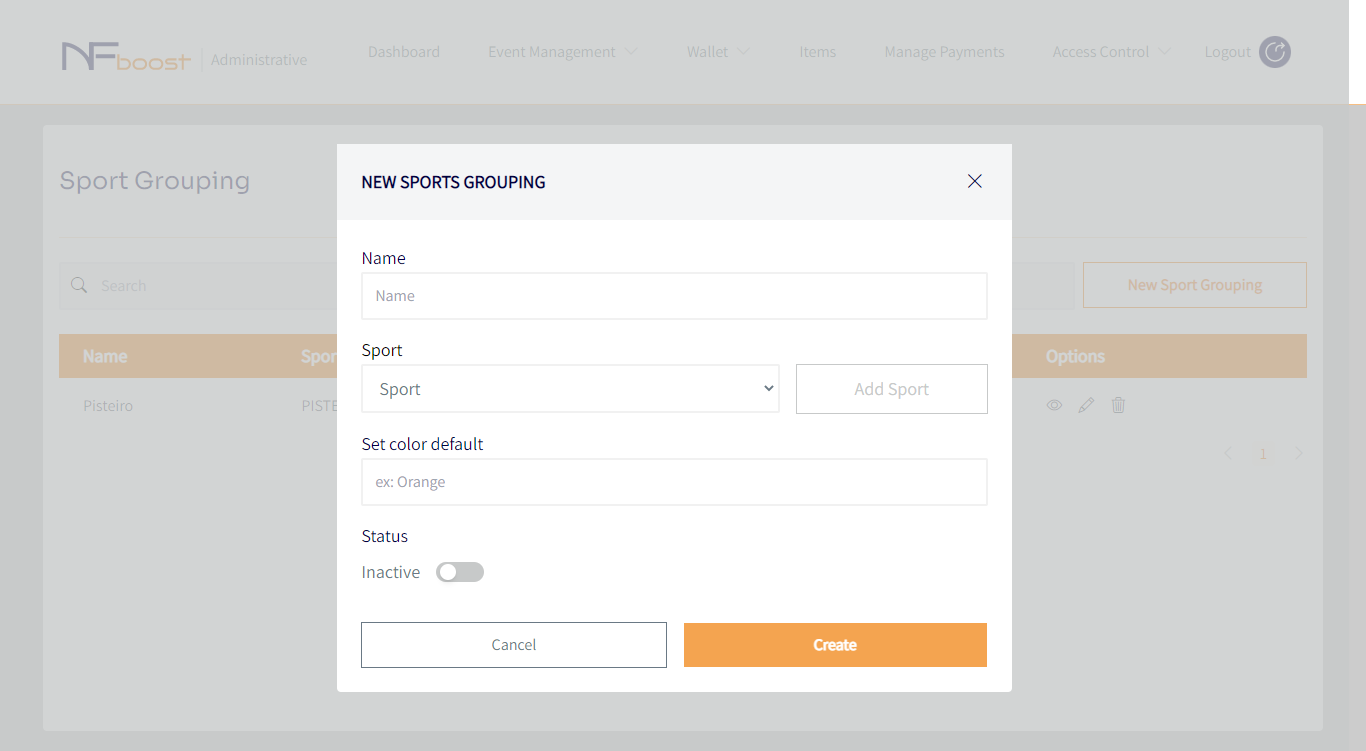 NFboost Administrative Dashboard Event Management Wallet Items Manage Payments Access Control Logout
Sport Grouping
NEW SPORTS GROUPING
Name
Name
Sport
Sport Add Sport
Set color default
ex: Orange
Status
Inactive
Cancel Create
Search New Sport Grouping
Name Options
Pisteiro
1